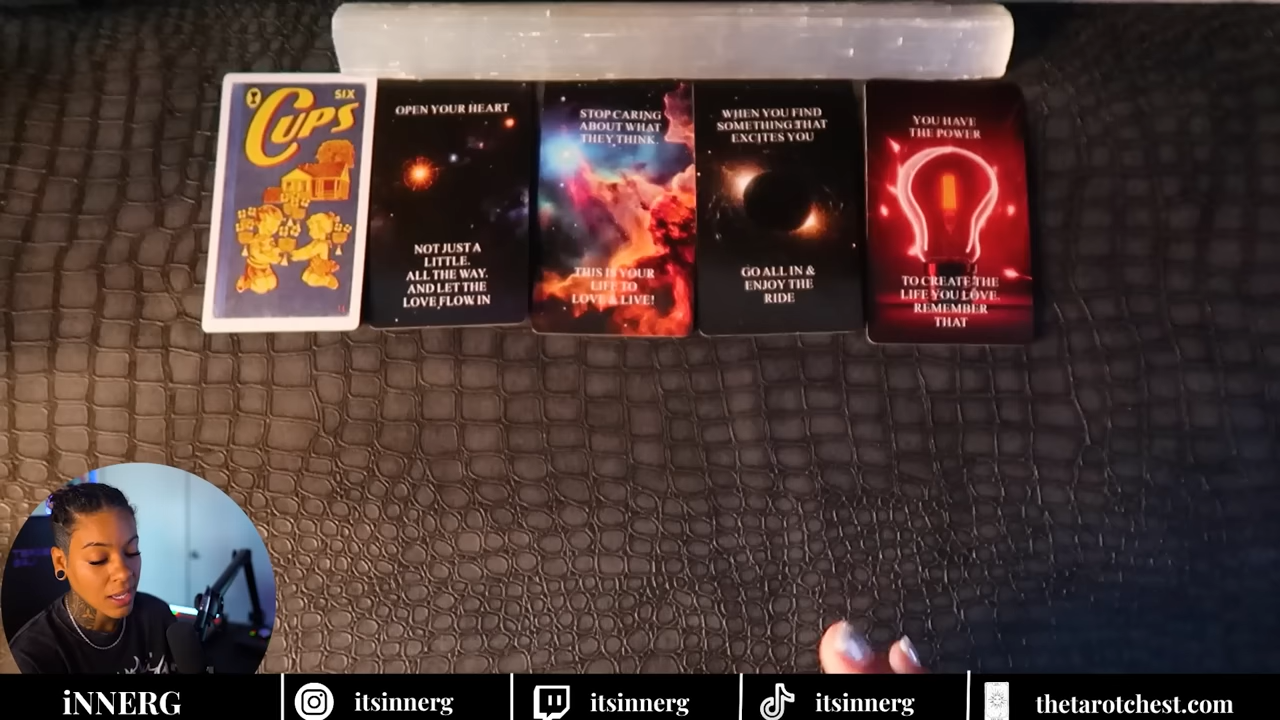 SIX
CUPS
OPEN YOUR HEART
NOT JUST A
LITTLE.
ALL THE WAY.
AND LET THE
LOVE FLOW IN
STOP CARING
ABOUT WHAT
THEY THINK.
THIS IS YOUR
LIFE TO
LOVE & LIVE!
WHEN YOU FIND
SOMETHING THAT
EXCITES YOU
GO ALL IN &
ENJOY THE
RIDE
YOU HAVE
THE POWER
TO CREATE THE
LIFE YOU LOVE.
REMEMBER
THAT
iNNERG
itsinnerg
itsinnerg
itsinnerg
thetarotchest.com